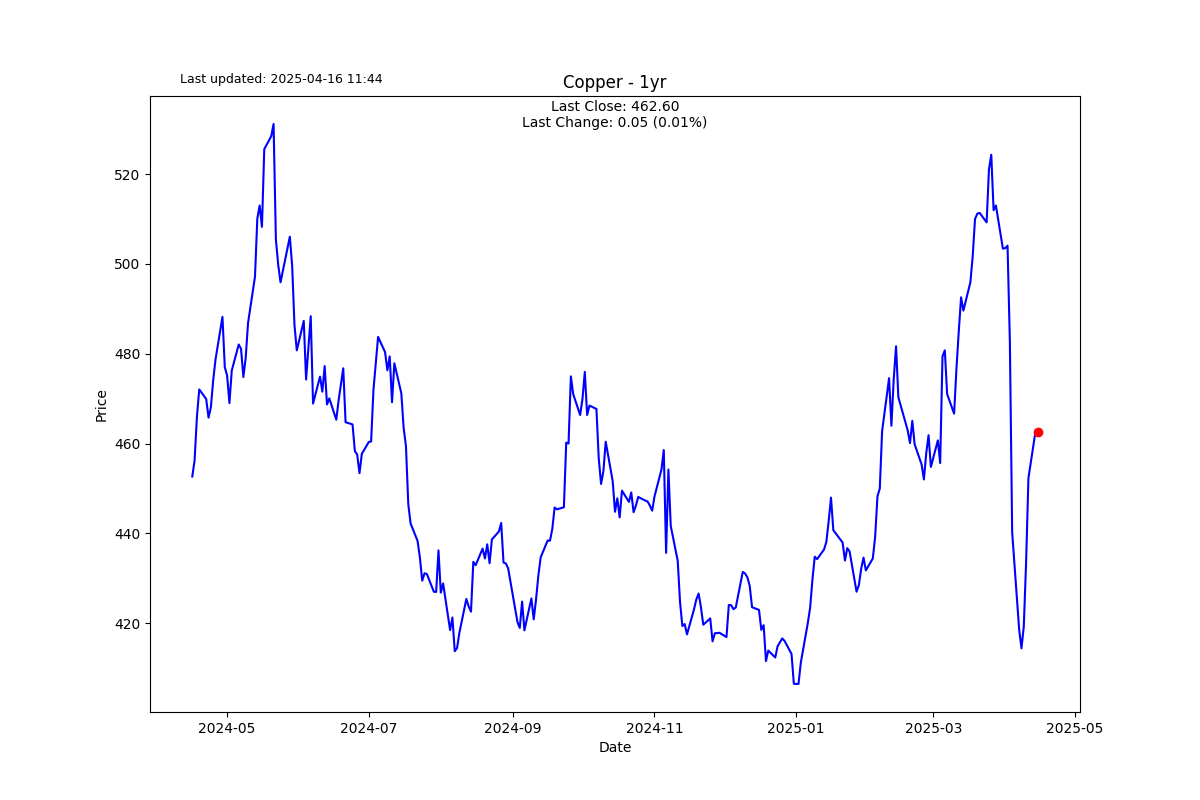 Last updated: 2025-04-16 11:44
Copper - 1yr
Last Close: 462.60
Last Change: 0.05 (0.01%)
520
500
480
460
440
420
Price
2024-05
2024-07
2024-09
2024-11
2025-01
2025-03
2025-05
Date